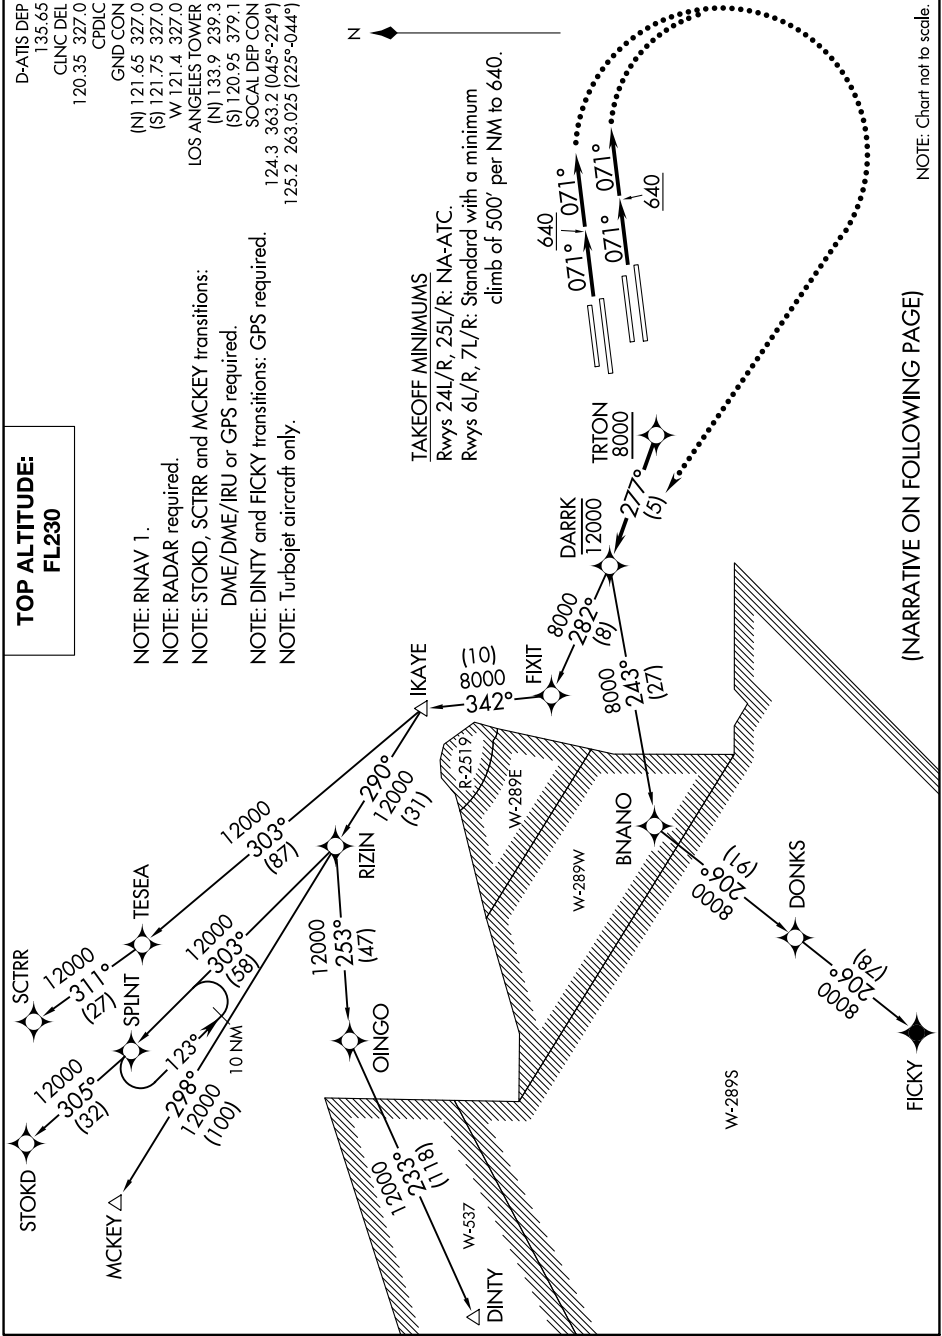 TOP ALTITUDE:
FL230
D-ATIS DEP
135.65
CLNC DEL
120.35 327.0
CPDLC
GND CON
(N) 121.65 327.0
(S) 121.75 327.0
W 121.4 327.0
LOS ANGELES TOWER
(N) 133.9 239.3
(S) 120.95 379.1
SOCAL DEP CON
124.3 363.2 (045°-224°)
125.2 263.025 (225°-044°)
NOTE: RNAV 1.
NOTE: RADAR required.
NOTE: STOKD, SCTRR and MCKEY transitions:
DME/DME/IRU or GPS required.
NOTE: DINTY and FICKY transitions: GPS required.
NOTE: Turbojet aircraft only.
N
TAKEOFF MINIMUMS
Rwys 24L/R, 25L/R: NA-ATC.
Rwys 6L/R, 7L/R: Standard with a minimum
climb of 500' per NM to 640.
SCTRR
12000
311°
(27)
TESEA
12000
303°
(87)
IKAYE
STOKD
12000
305°
(32)
SPLNT
12000
303°
(58)
123°
10 NM
MCKEY
298°
12000
(100)
RIZIN
290°
12000
(31)
342°
8000
(10)
FIXIT
8000
282°
(8)
DARRK
12000
277°
(5)
TRTON
8000
640
071°
071°
071°
071°
640
12000
253°
(47)
OINGO
12000
233°
(118)
DINTY
W-537
R-2519
W-289E
W-289W
8000
243°
(27)
BNANO
8000
206°
(91)
DONKS
8000
206°
(78)
FICKY
W-289S
(NARRATIVE ON FOLLOWING PAGE)
NOTE: Chart not to scale.